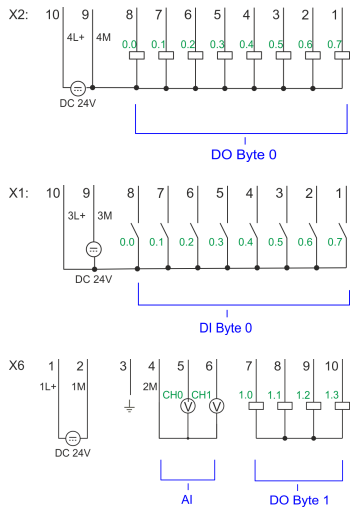 X2: 10 9 8 7 6 5 4 3 2 1
4L+ 4M 0.0 0.1 0.2 0.3 0.4 0.5 0.6 0.7
DC 24V
DO Byte 0
X1: 10 9 8 7 6 5 4 3 2 1
3L+ 3M 0.0 0.1 0.2 0.3 0.4 0.5 0.6 0.7
DC 24V
DI Byte 0
X6 1 2 3 4 5 6 7 8 9 10
1L+ 1M 2M CH0 CH1 1.0 1.1 1.2 1.3
V V
DC 24V
AI DO Byte 1